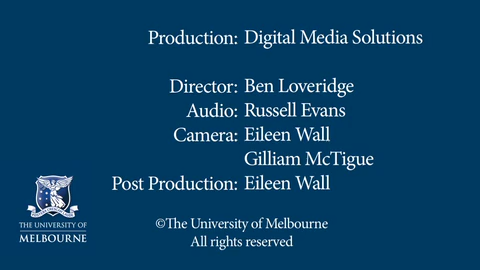 Production: Digital Media Solutions
Director: Ben Loveridge
Audio: Russell Evans
Camera: Eileen Wall
Gilliam McTigue
Post Production: Eileen Wall
THE UNIVERSITY OF
MELBOURNE
©The University of Melbourne
All rights reserved